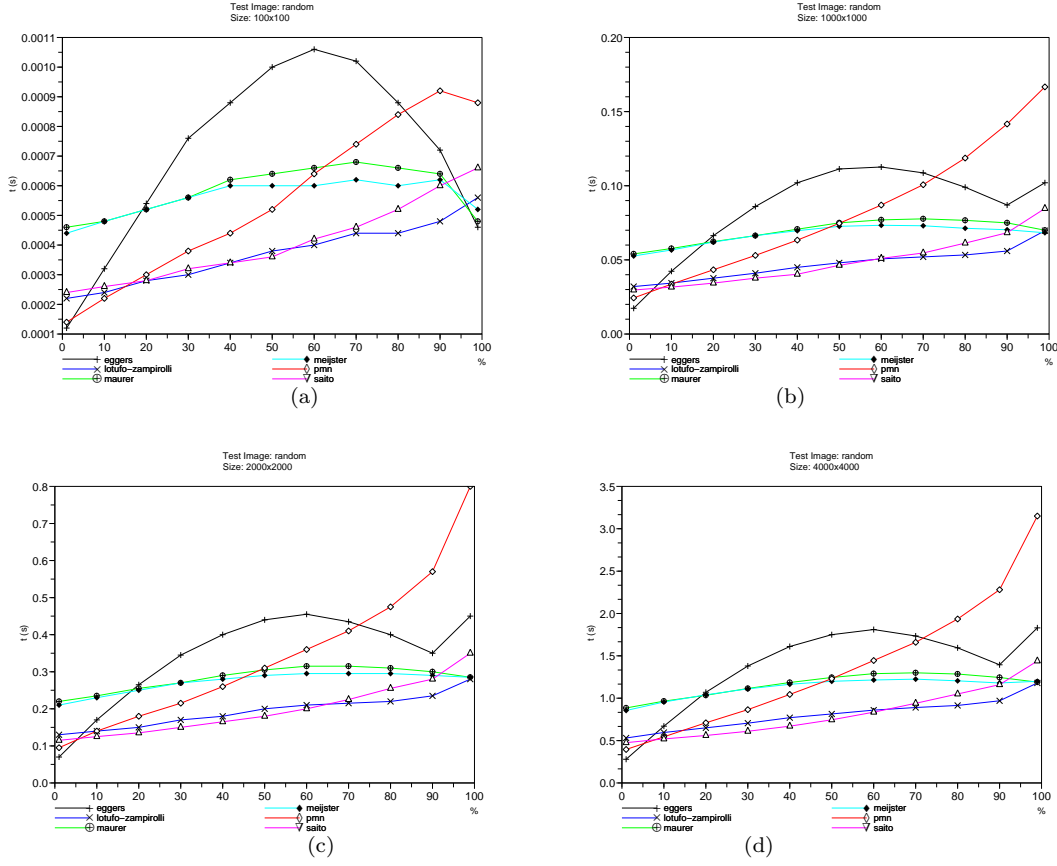 Test Image: random
Size: 100x100
0.0011
0.0010
0.0009
0.0008
0.0007
0.0006
0.0005
0.0004
0.0003
0.0002
0.0001
t (s)
0 10 20 30 40 50 60 70 80 90 100
%
eggers
lotufo-zampirolli
maurer
meijster
pmn
saito
(a)
Test Image: random
Size: 1000x1000
0.20
0.15
0.10
0.05
0.00
t (s)
0 10 20 30 40 50 60 70 80 90 100
%
eggers
lotufo-zampirolli
maurer
meijster
pmn
saito
(b)
Test Image: random
Size: 2000x2000
0.8
0.7
0.6
0.5
0.4
0.3
0.2
0.1
0.0
t (s)
0 10 20 30 40 50 60 70 80 90 100
%
eggers
lotufo-zampirolli
maurer
meijster
pmn
saito
(c)
Test Image: random
Size: 4000x4000
3.5
3.0
2.5
2.0
1.5
1.0
0.5
0.0
t (s)
0 10 20 30 40 50 60 70 80 90 100
%
eggers
lotufo-zampirolli
maurer
meijster
pmn
saito
(d)